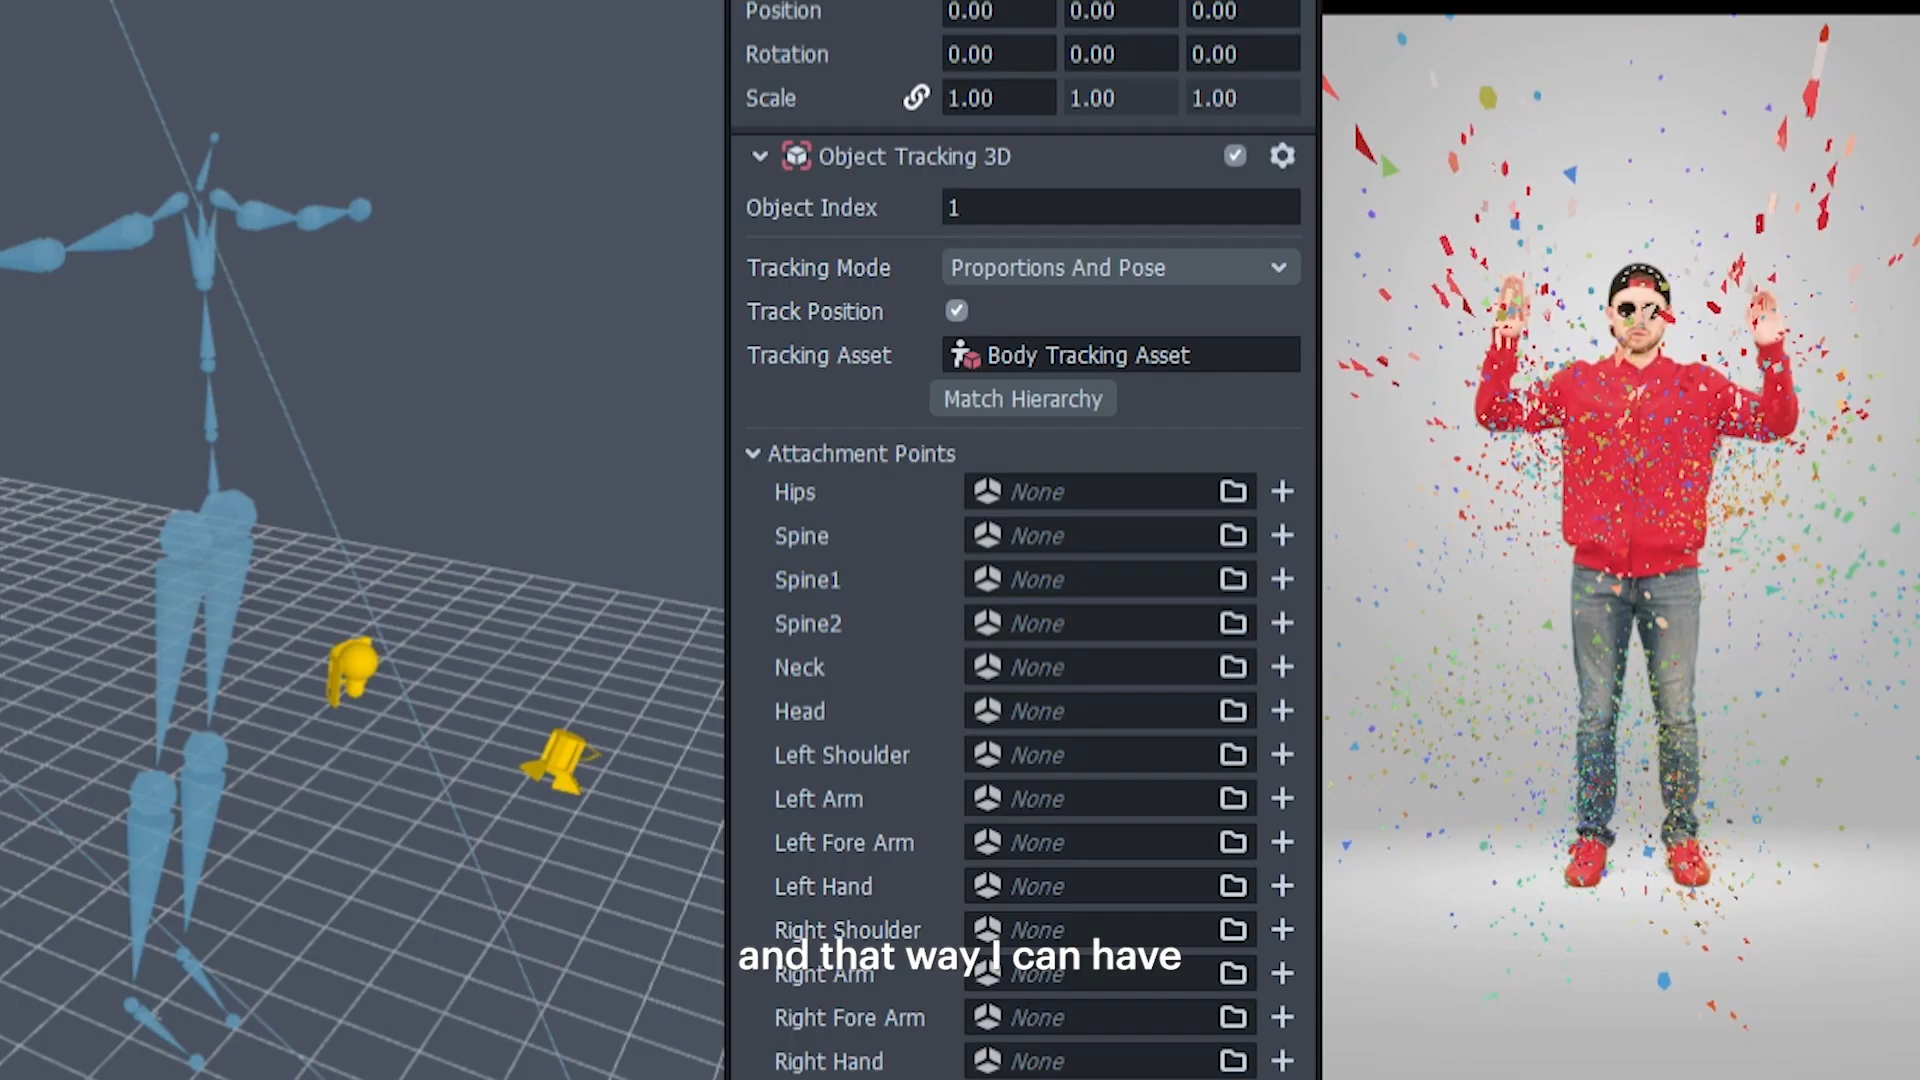 Position 0.00 0.00 0.00
Rotation 0.00 0.00 0.00
Scale 1.00 1.00 1.00
Object Tracking 3D
Object Index 1
Tracking Mode Proportions And Pose
Track Position
Tracking Asset Body Tracking Asset
Match Hierarchy
Attachment Points
Hips None
Spine None
Spine1 None
Spine2 None
Neck None
Head None
Left Shoulder None
Left Arm None
Left Fore Arm None
Left Hand None
Right Shoulder None
and that way I can have
Right Arm None
Right Fore Arm None
Right Hand None